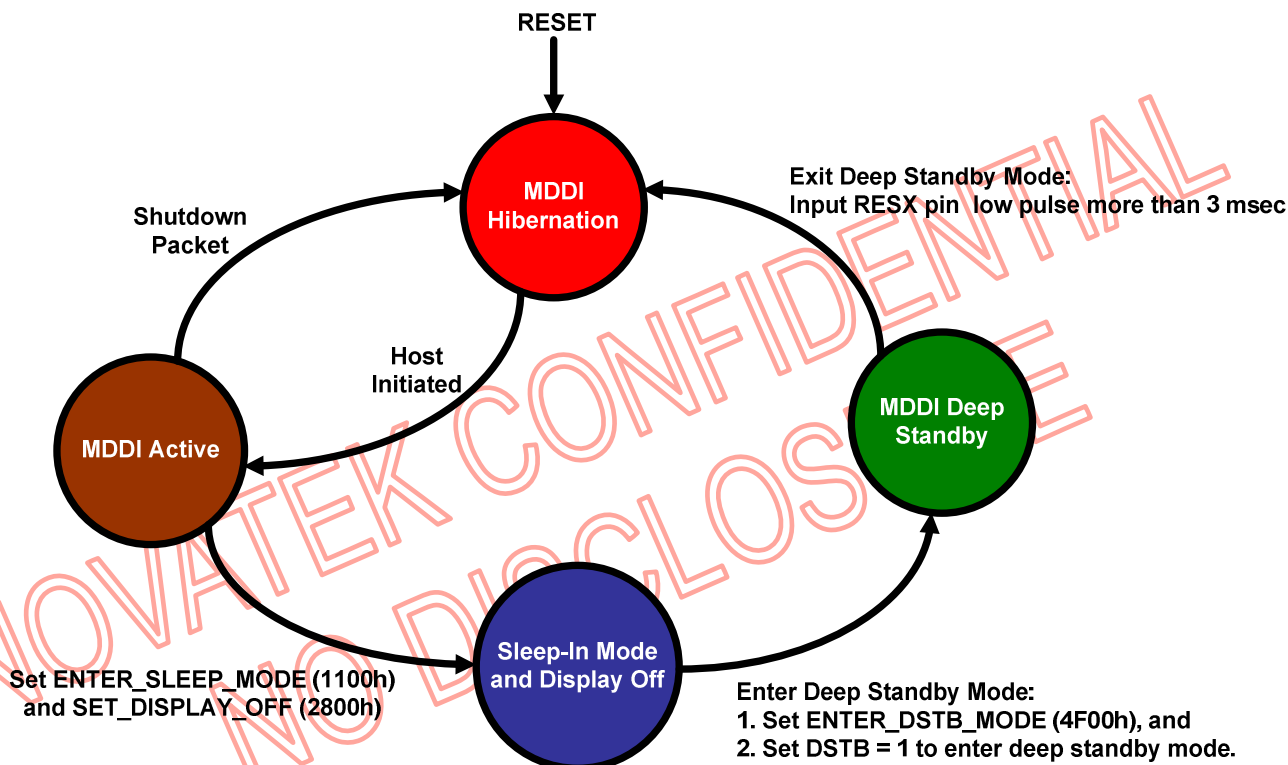 RESET
MDDI
Hibernation
Exit Deep Standby Mode:
Input RESX pin low pulse more than 3 msec
Shutdown
Packet
Host
Initiated
MDDI Active
MDDI Deep
Standby
Sleep-In Mode
and Display Off
Set ENTER_SLEEP_MODE (1100h)
and SET_DISPLAY_OFF (2800h)
Enter Deep Standby Mode:
1. Set ENTER_DSTB_MODE (4F00h), and
2. Set DSTB = 1 to enter deep standby mode.
NOVATEK CONFIDENTIAL
NO DISCLOSURE